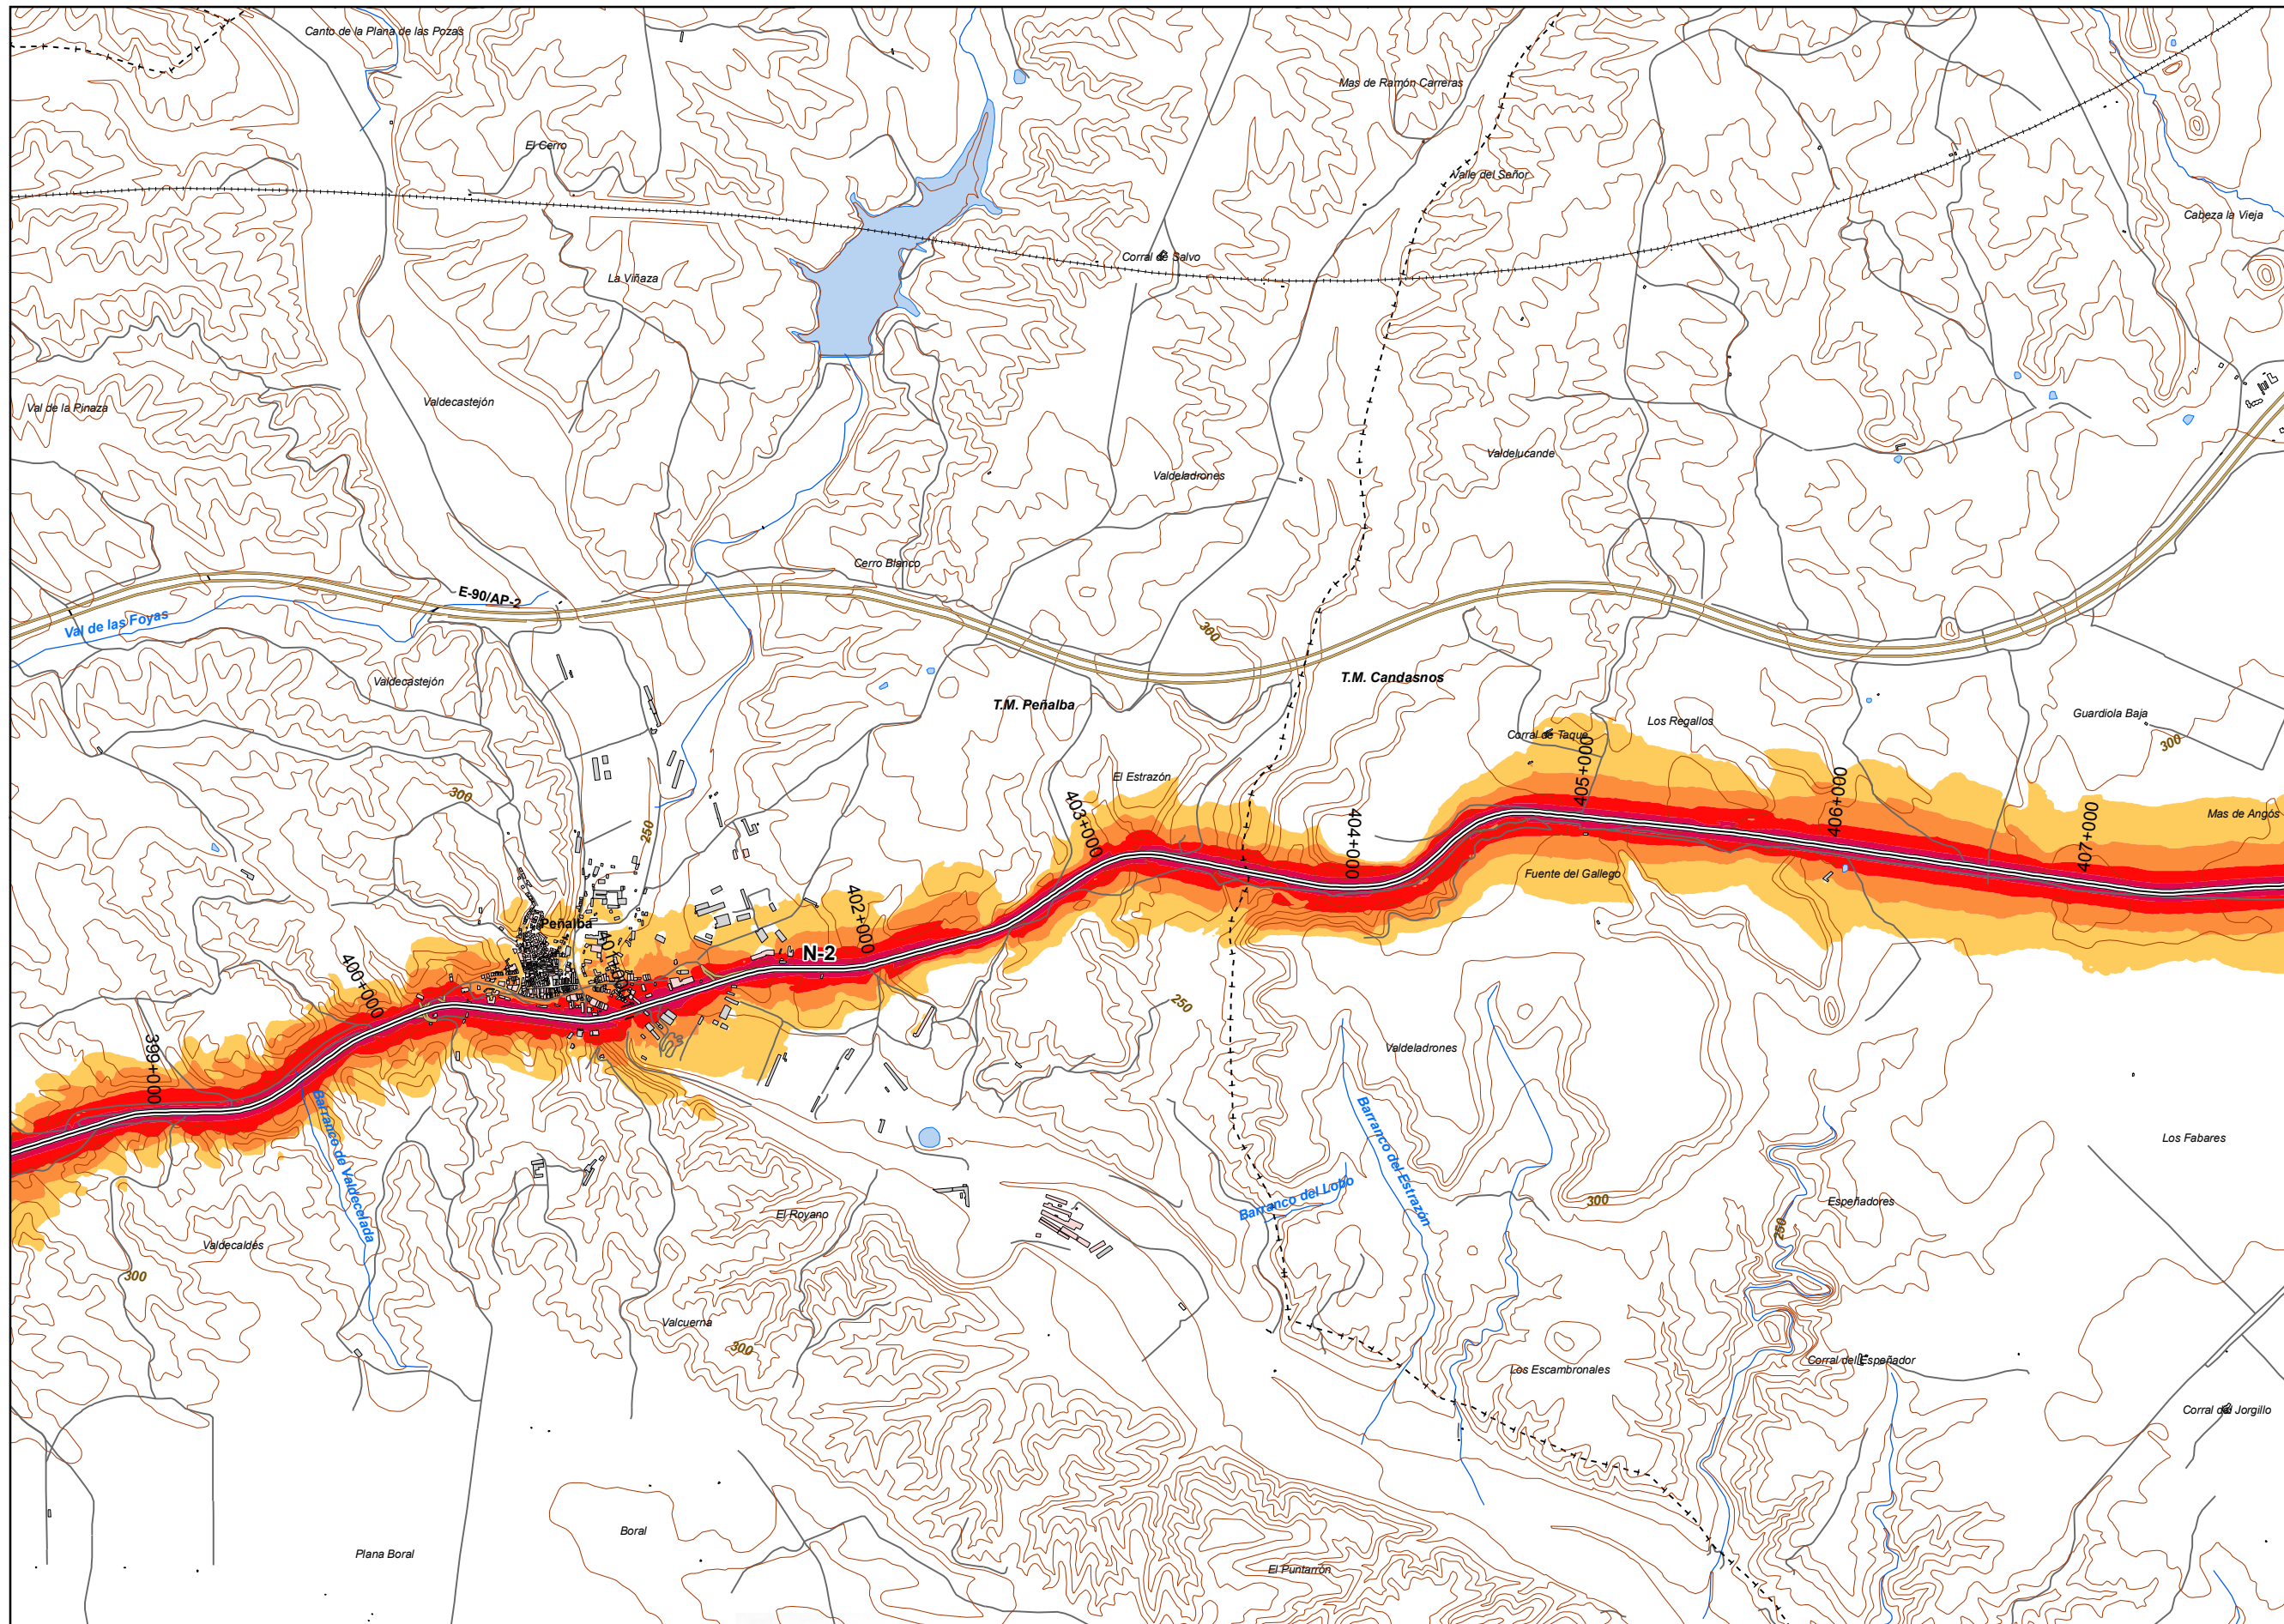 Canto de la Plana de las Pozas
Mas de Ramón Carreras
El Cerro
Valle del Señor
Cabeza la Vieja
Corral de Salvo
La Viñaza
Valdecastejón
Val de la Pinaza
Valdelucande
Valdeladrones
Cerro Blanco
E-90/AP-2
Val de las Foyas
300
Valdecastejón
T.M. Candasnos
T.M. Peñalba
Los Regallos
Guardiola Baja
Corral de Taque
300
El Estrazón
405+000
406+000
300
403+000
404+000
407+000
Mas de Angós
250
Fuente del Gallego
402+000
Peñalba
401+000
N-2
400+000
250
399+000
Valdeladrones
Barranco de Valdecelada
Barranco del Estrazón
Los Fabares
Barranco del Lobo
300
Espeñadores
El Royano
250
Valdecaldés
300
Valcuerna
300
Corral del Espeñador
Los Escambronales
Corral del Jorgillo
Boral
Plana Boral
El Puntarrón